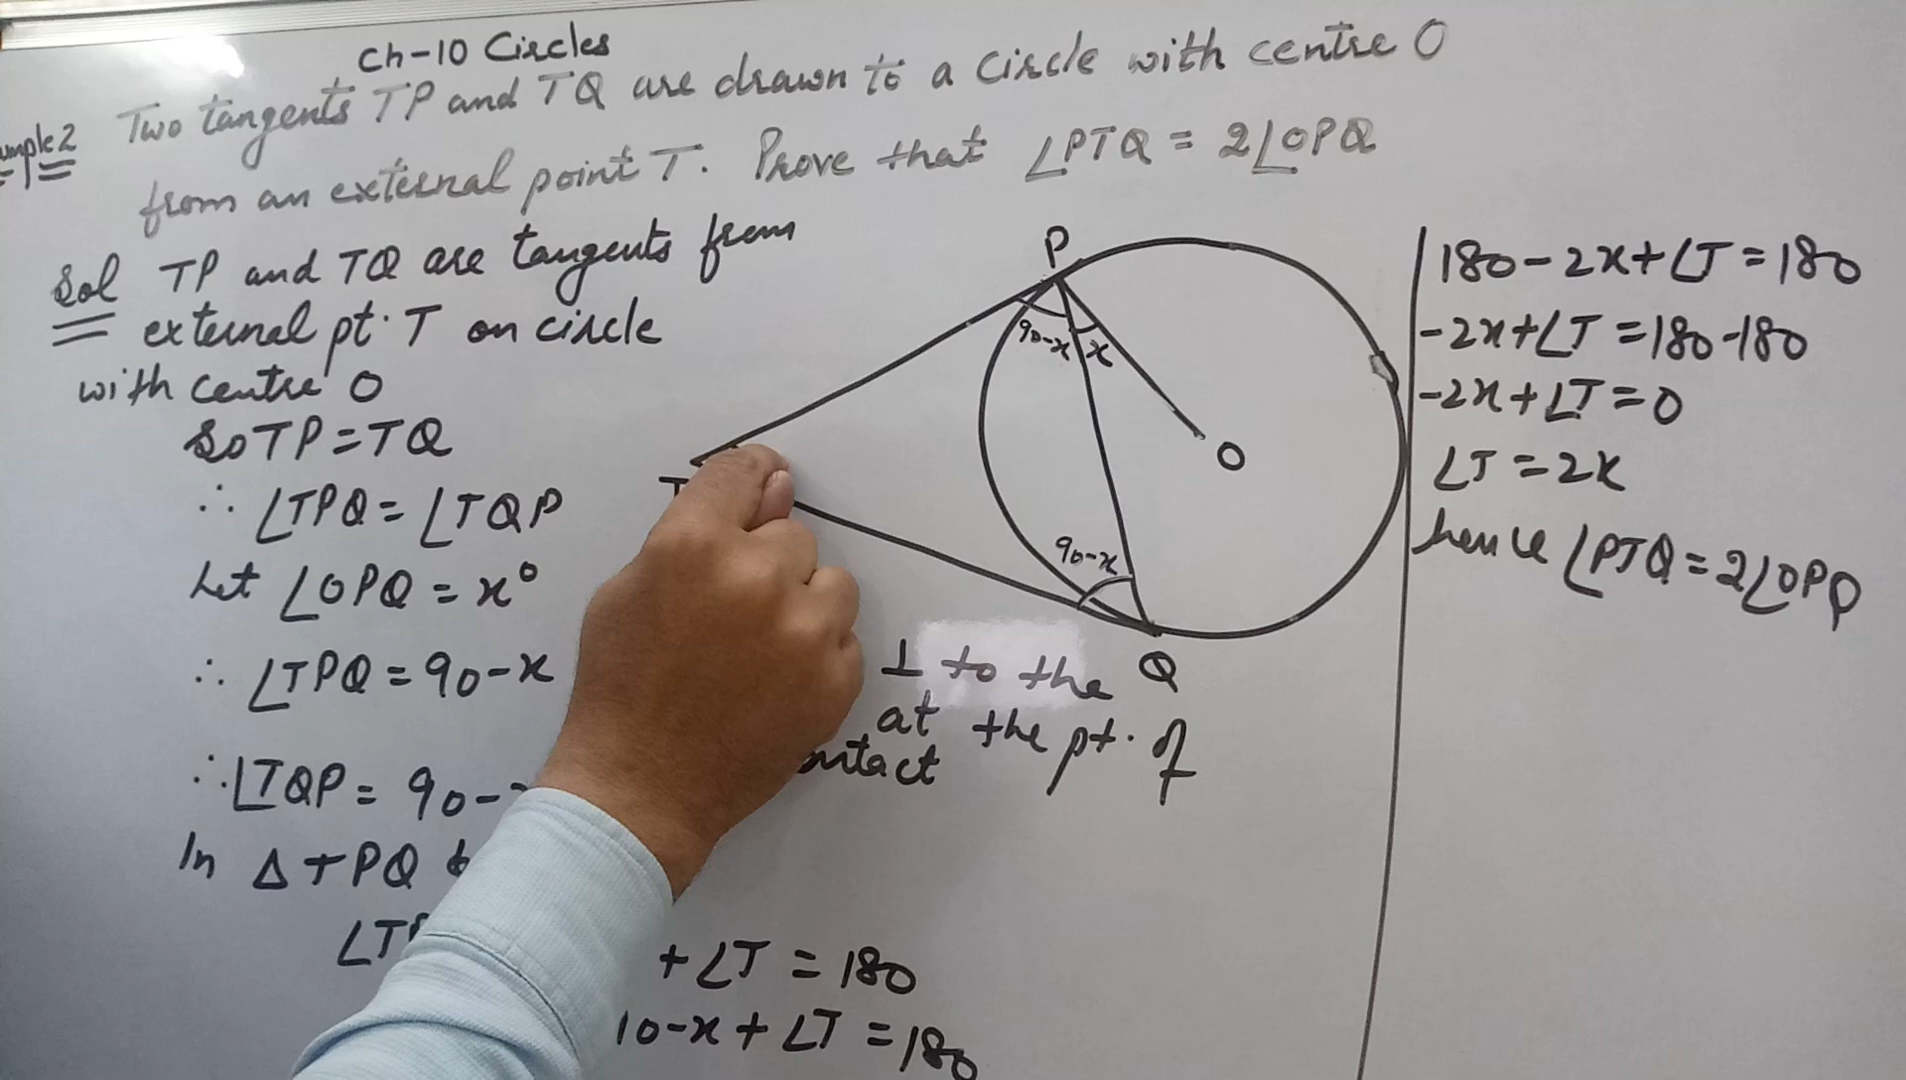 Ch-10 Circles
Two tangents TP and TQ are drawn to a circle with centre O
from an external point T. Prove that ∠PTQ = 2∠OPQ
Sol TP and TQ are tangents from
external pt. T on circle
with centre O
So TP = TQ
∴ ∠TPQ = ∠TQP
Let ∠OPQ = x°
∴ ∠TPQ = 90-x
∴ ∠TQP = 90-
In Δ TPQ
+ ∠T = 180
-x + ∠T = 180
P
90-x x
O
T
90-x
Q
⊥ to the
at the pt. of
180-2x+∠T = 180
-2x+∠T = 180-180
-2x+∠T = 0
∠T = 2x
hence ∠PTQ = 2∠OPQ